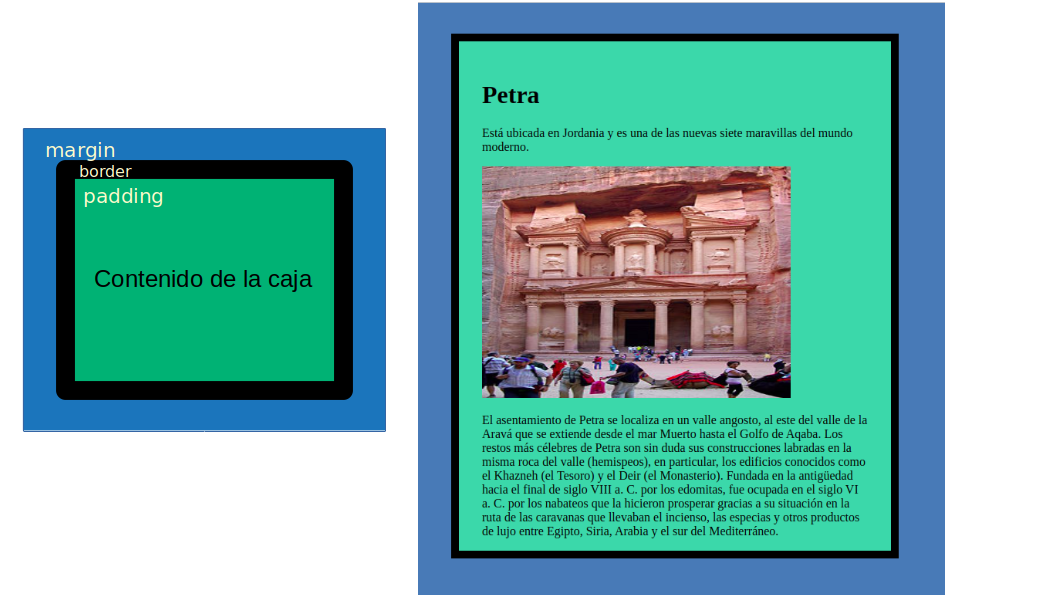 margin
border
padding
Contenido de la caja
Petra
Está ubicada en Jordania y es una de las nuevas siete maravillas del mundo
moderno.
El asentamiento de Petra se localiza en un valle angosto, al este del valle de la
Aravá que se extiende desde el mar Muerto hasta el Golfo de Aqaba. Los
restos más célebres de Petra son sin duda sus construcciones labradas en la
misma roca del valle (hemispeos), en particular, los edificios conocidos como
el Khazneh (el Tesoro) y el Deir (el Monasterio). Fundada en la antigüedad
hacia el final de siglo VIII a. C. por los edomitas, fue ocupada en el siglo VI
a. C. por los nabateos que la hicieron prosperar gracias a su situación en la
ruta de las caravanas que llevaban el incienso, las especias y otros productos
de lujo entre Egipto, Siria, Arabia y el sur del Mediterráneo.